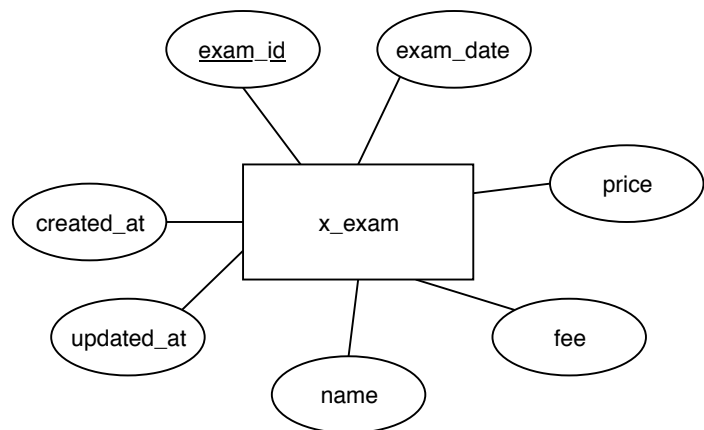 exam_id
exam_date
price
created_at
x_exam
updated_at
fee
name